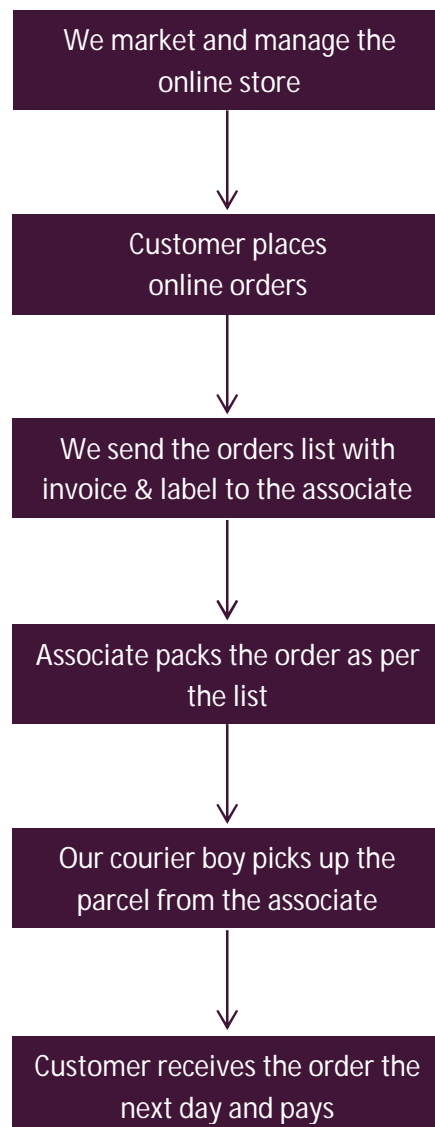 We market and manage the
online store
Customer places
online orders
We send the orders list with
invoice & label to the associate
Associate packs the order as per
the list
Our courier boy picks up the
parcel from the associate
Customer receives the order the
next day and pays